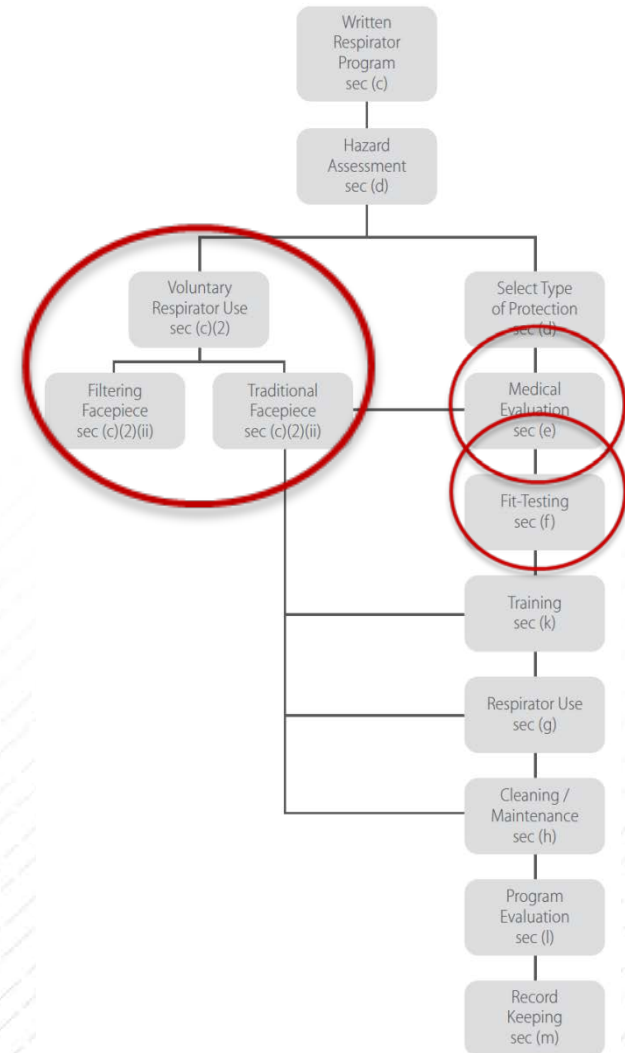 Written
Respirator
Program
sec (c)
Hazard
Assessment
sec (d)
Voluntary
Respirator Use
sec (c)(2)
Select Type
of Protection
sec (d)
Filtering
Facepiece
sec (c)(2)(ii)
Traditional
Facepiece
sec (c)(2)(ii)
Medical
Evaluation
sec (e)
Fit-Testing
sec (f)
Training
sec (k)
Respirator Use
sec (g)
Cleaning /
Maintenance
sec (h)
Program
Evaluation
sec (l)
Record
Keeping
sec (m)